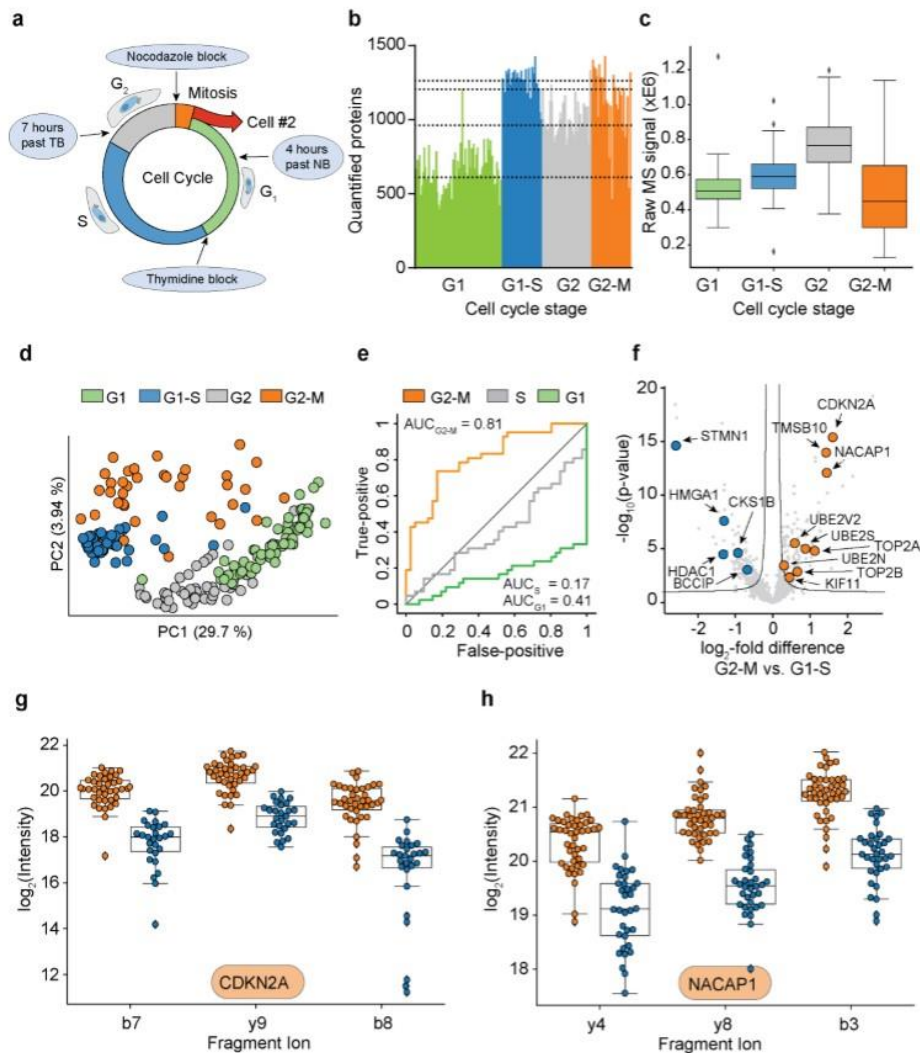 a
Nocodazole block
G2
Mitosis
Cell #2
7 hours
past TB
4 hours
past NB
Cell Cycle
G1
S
Thymidine block
b
Quantified proteins
1500
1000
500
0
G1 G1-S G2 G2-M
Cell cycle stage
c
Raw MS signal (xE6)
1.2
1.0
0.8
0.6
0.4
0.2
G1 G1-S G2 G2-M
Cell cycle stage
d
G1 G1-S G2 G2-M
PC2 (3.94 %)
PC1 (29.7 %)
e
G2-M S G1
AUCG2-M = 0.81
True-positive
1
0.8
0.6
0.4
0.2
0
AUCS = 0.17
AUCG1 = 0.41
0 0.2 0.4 0.6 0.8 1
False-positive
f
-log10(p-value)
20
15
10
5
0
CDKN2A
TMSB10
NACAP1
STMN1
HMGA1
CKS1B
UBE2V2
UBE2S
TOP2A
UBE2N
HDAC1
TOP2B
BCCIP
KIF11
-2 0 2
log2-fold difference
G2-M vs. G1-S
g
log2(Intensity)
22
20
18
16
14
12
CDKN2A
b7 y9 b8
Fragment Ion
h
log2(Intensity)
22
21
20
19
18
NACAP1
y4 y8 b3
Fragment Ion